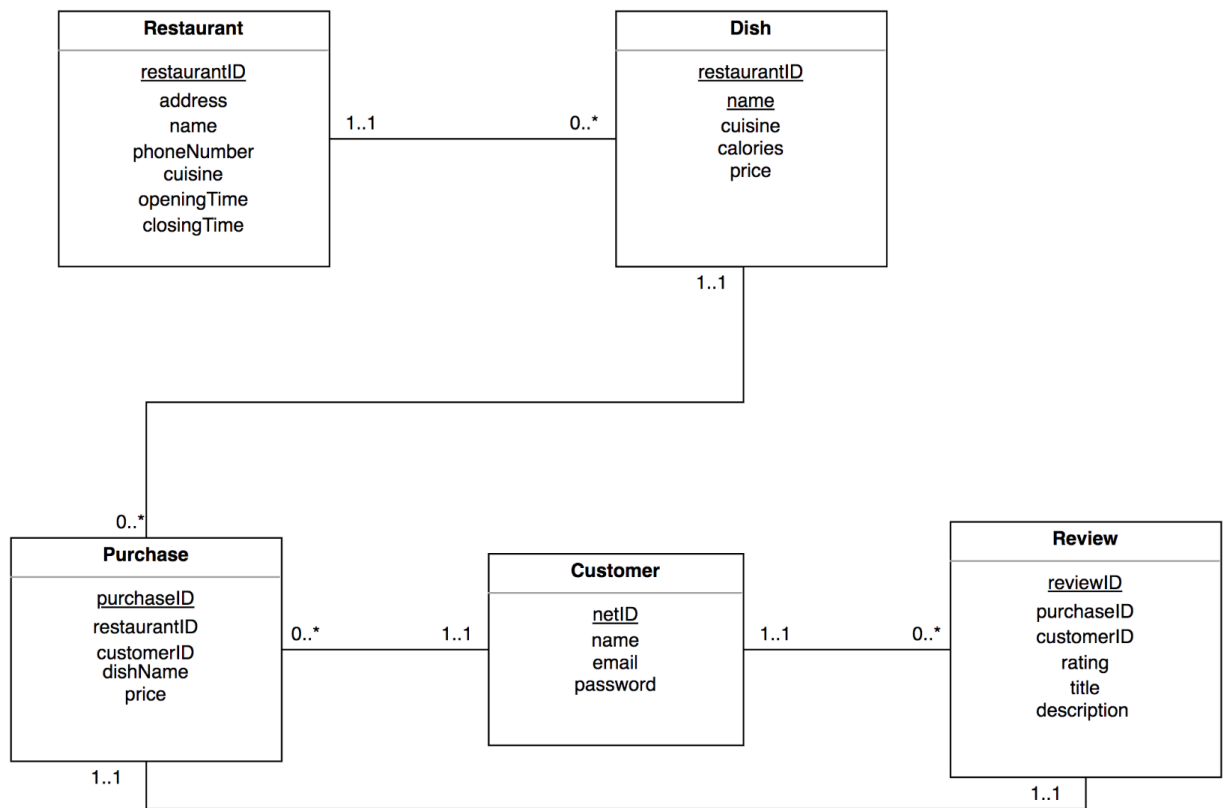 Restaurant
restaurantID
address
name
phoneNumber
cuisine
openingTime
closingTime
1..1
0..*
Dish
restaurantID
name
cuisine
calories
price
1..1
0..*
Purchase
purchaseID
restaurantID
customerID
dishName
price
0..*
1..1
Customer
netID
name
email
password
1..1
0..*
Review
reviewID
purchaseID
customerID
rating
title
description
1..1
1..1